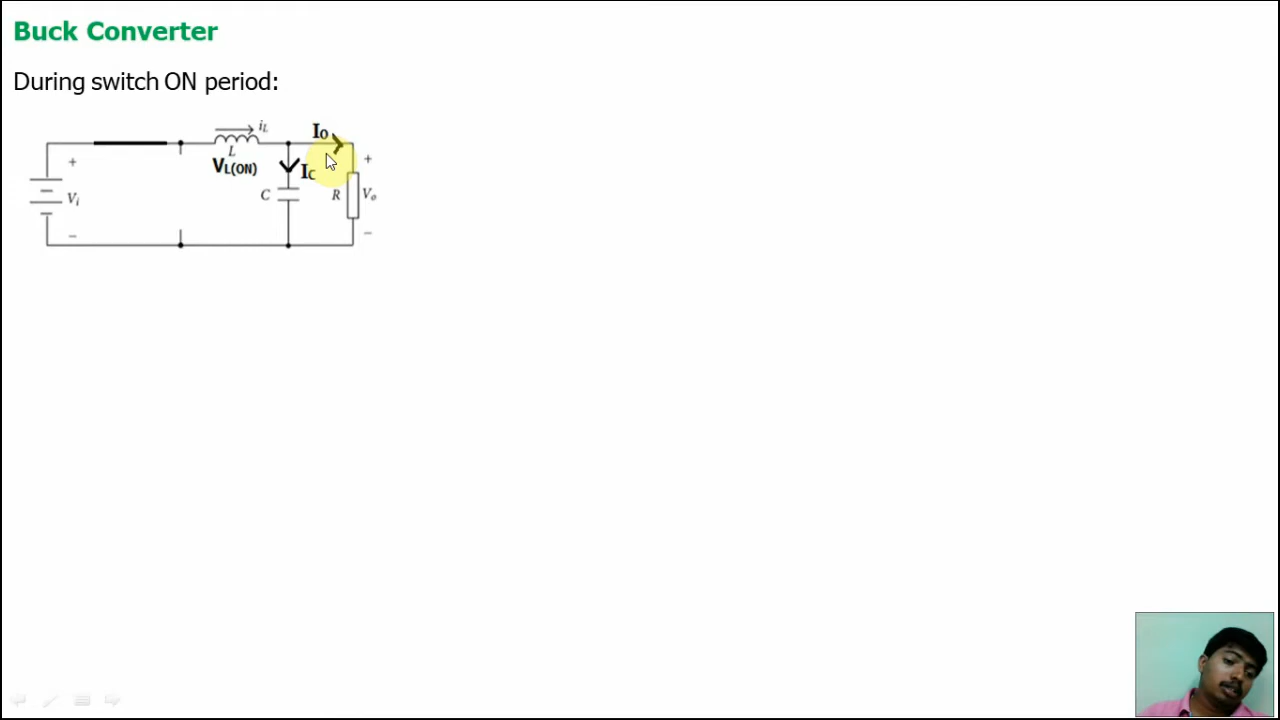 Buck Converter
During switch ON period:
iL
IO
+
L
VL(ON)
IC
+
Vi
C
R
Vo
−
−